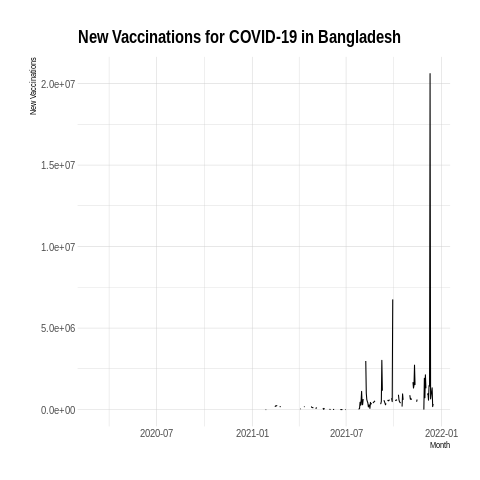 New Vaccinations for COVID-19 in Bangladesh
New Vaccinations
2.0e+07
1.5e+07
1.0e+07
5.0e+06
0.0e+00
2020-07
2021-01
2021-07
2022-01
Month